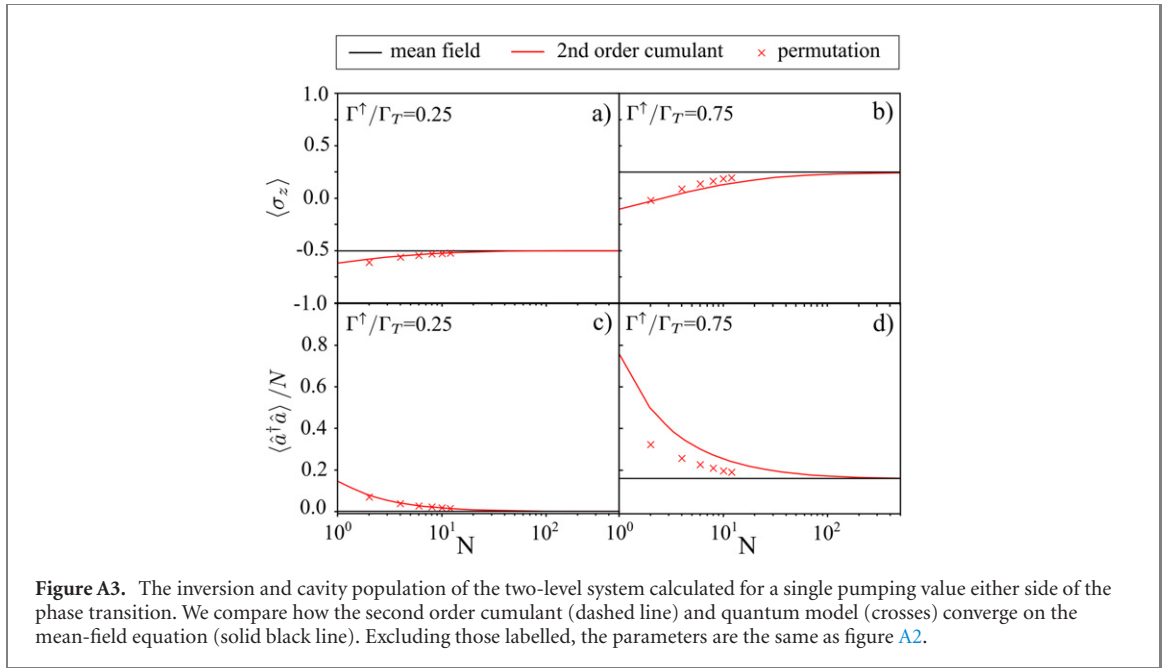 mean field 2nd order cumulant × permutation
1.0
0.5
0.0
-0.5
-1.0
⟨σz⟩
Γ↑/ΓT=0.25 a)
Γ↑/ΓT=0.75 b)
0.8
0.6
0.4
0.2
0.0
⟨â†â⟩/N
Γ↑/ΓT=0.25 c)
Γ↑/ΓT=0.75 d)
10⁰ 10¹ 10² 10⁰ 10¹ 10²
N N
Figure A3. The inversion and cavity population of the two-level system calculated for a single pumping value either side of the
phase transition. We compare how the second order cumulant (dashed line) and quantum model (crosses) converge on the
mean-field equation (solid black line). Excluding those labelled, the parameters are the same as figure A2.